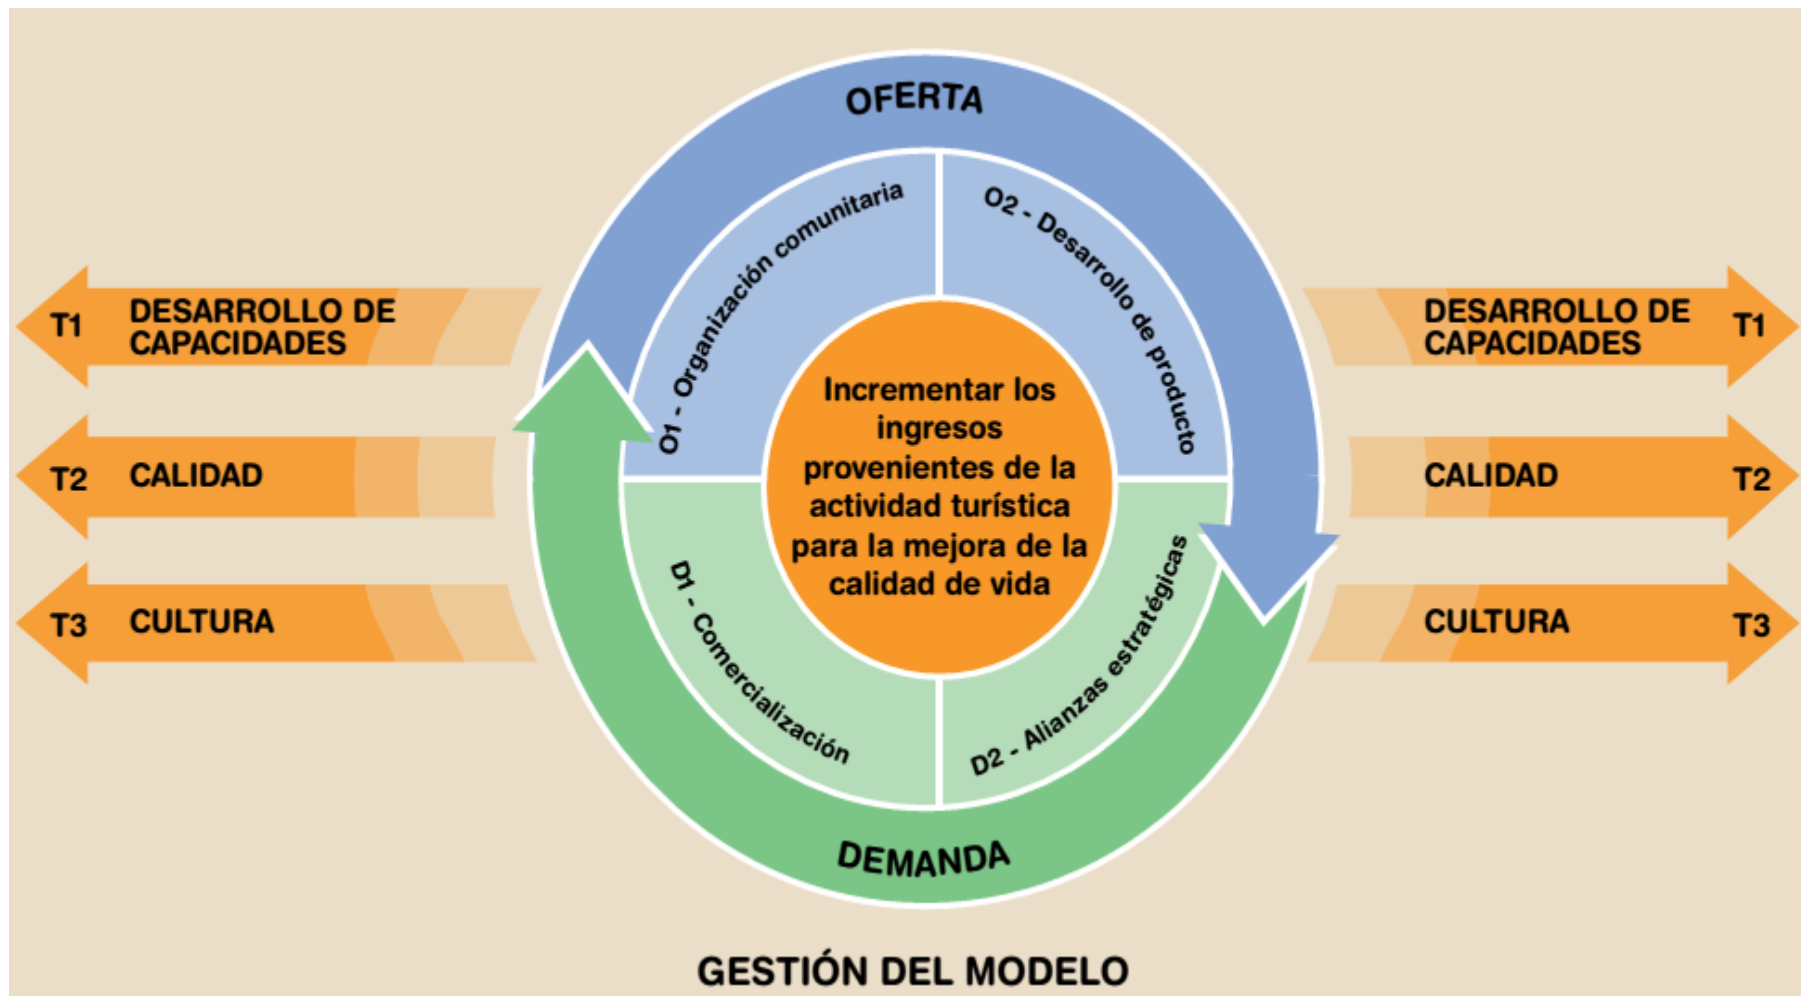 OFERTA
O1 - Organización comunitaria
O2 - Desarrollo de producto
T1
DESARROLLO DE
CAPACIDADES
T2
CALIDAD
T3
CULTURA
Incrementar los
ingresos
provenientes de la
actividad turística
para la mejora de la
calidad de vida
DESARROLLO DE
CAPACIDADES
T1
CALIDAD
T2
CULTURA
T3
D1 - Comercialización
D2 - Alianzas estratégicas
DEMANDA
GESTIÓN DEL MODELO